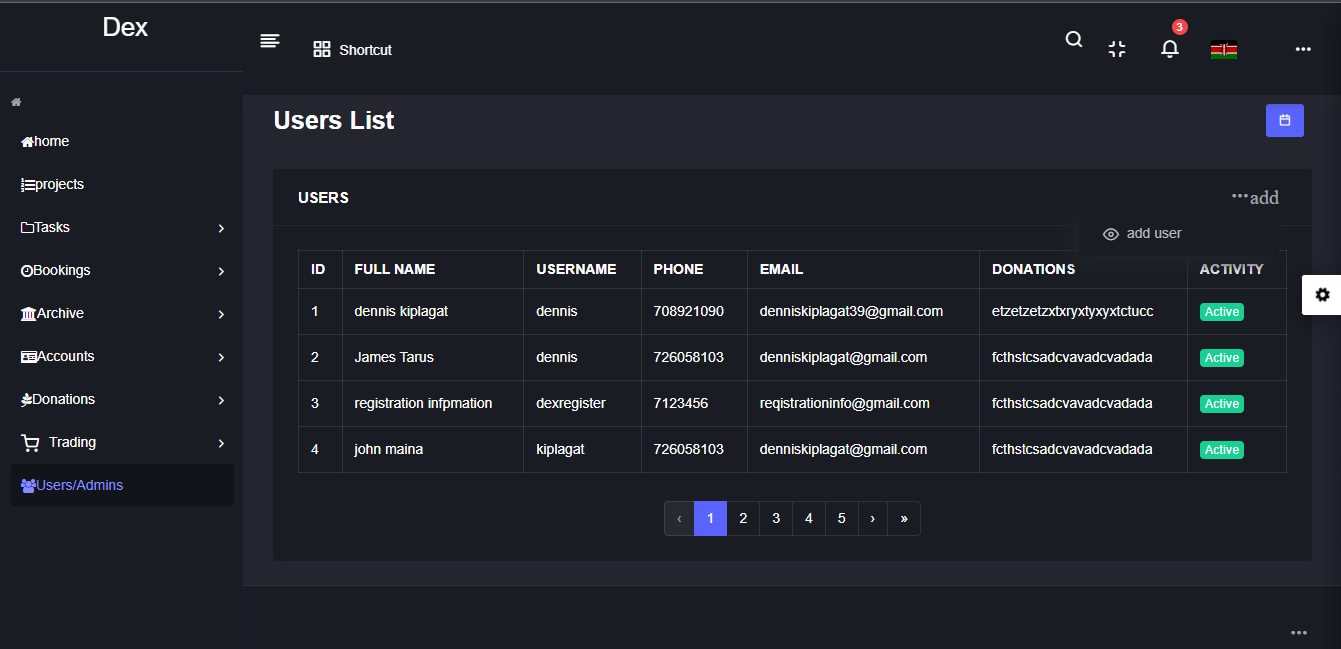 Dex
Shortcut
3
home
projects
Tasks
Bookings
Archive
Accounts
Donations
Trading
Users/Admins
Users List
USERS
add
add user
ID FULL NAME USERNAME PHONE EMAIL DONATIONS ACTIVITY
1 dennis kiplagat dennis 708921090 denniskiplagat39@gmail.com etzetzetzxtxryxtyxyxtctucc Active
2 James Tarus dennis 726058103 denniskiplagat@gmail.com fcthstcsadcvavadcvadada Active
3 registration infpmation dexregister 7123456 reqistrationinfo@gmail.com fcthstcsadcvavadcvadada Active
4 john maina kiplagat 726058103 denniskiplagat@gmail.com fcthstcsadcvavadcvadada Active
‹ 1 2 3 4 5 › »